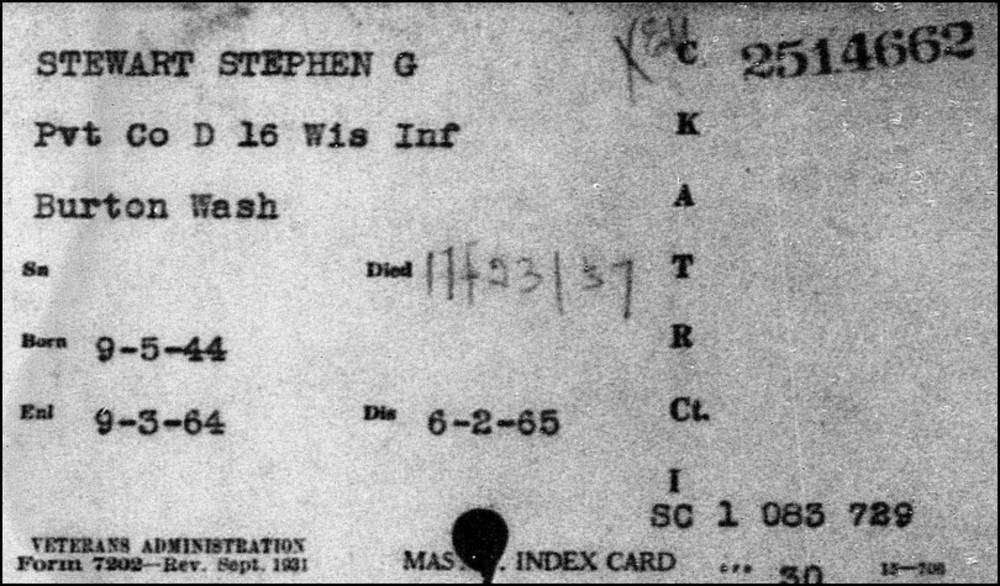 STEWART STEPHEN G C 2514662
Pvt Co D 16 Wis Inf K
Burton Wash A
Sn Died 11/23/37 T
Born 9-5-44 R
Enl 9-3-64 Dis 6-2-65 Ct.
I
SC 1 083 729
VETERANS ADMINISTRATION
Form 7202—Rev. Sept. 1931 INDEX CARD 30